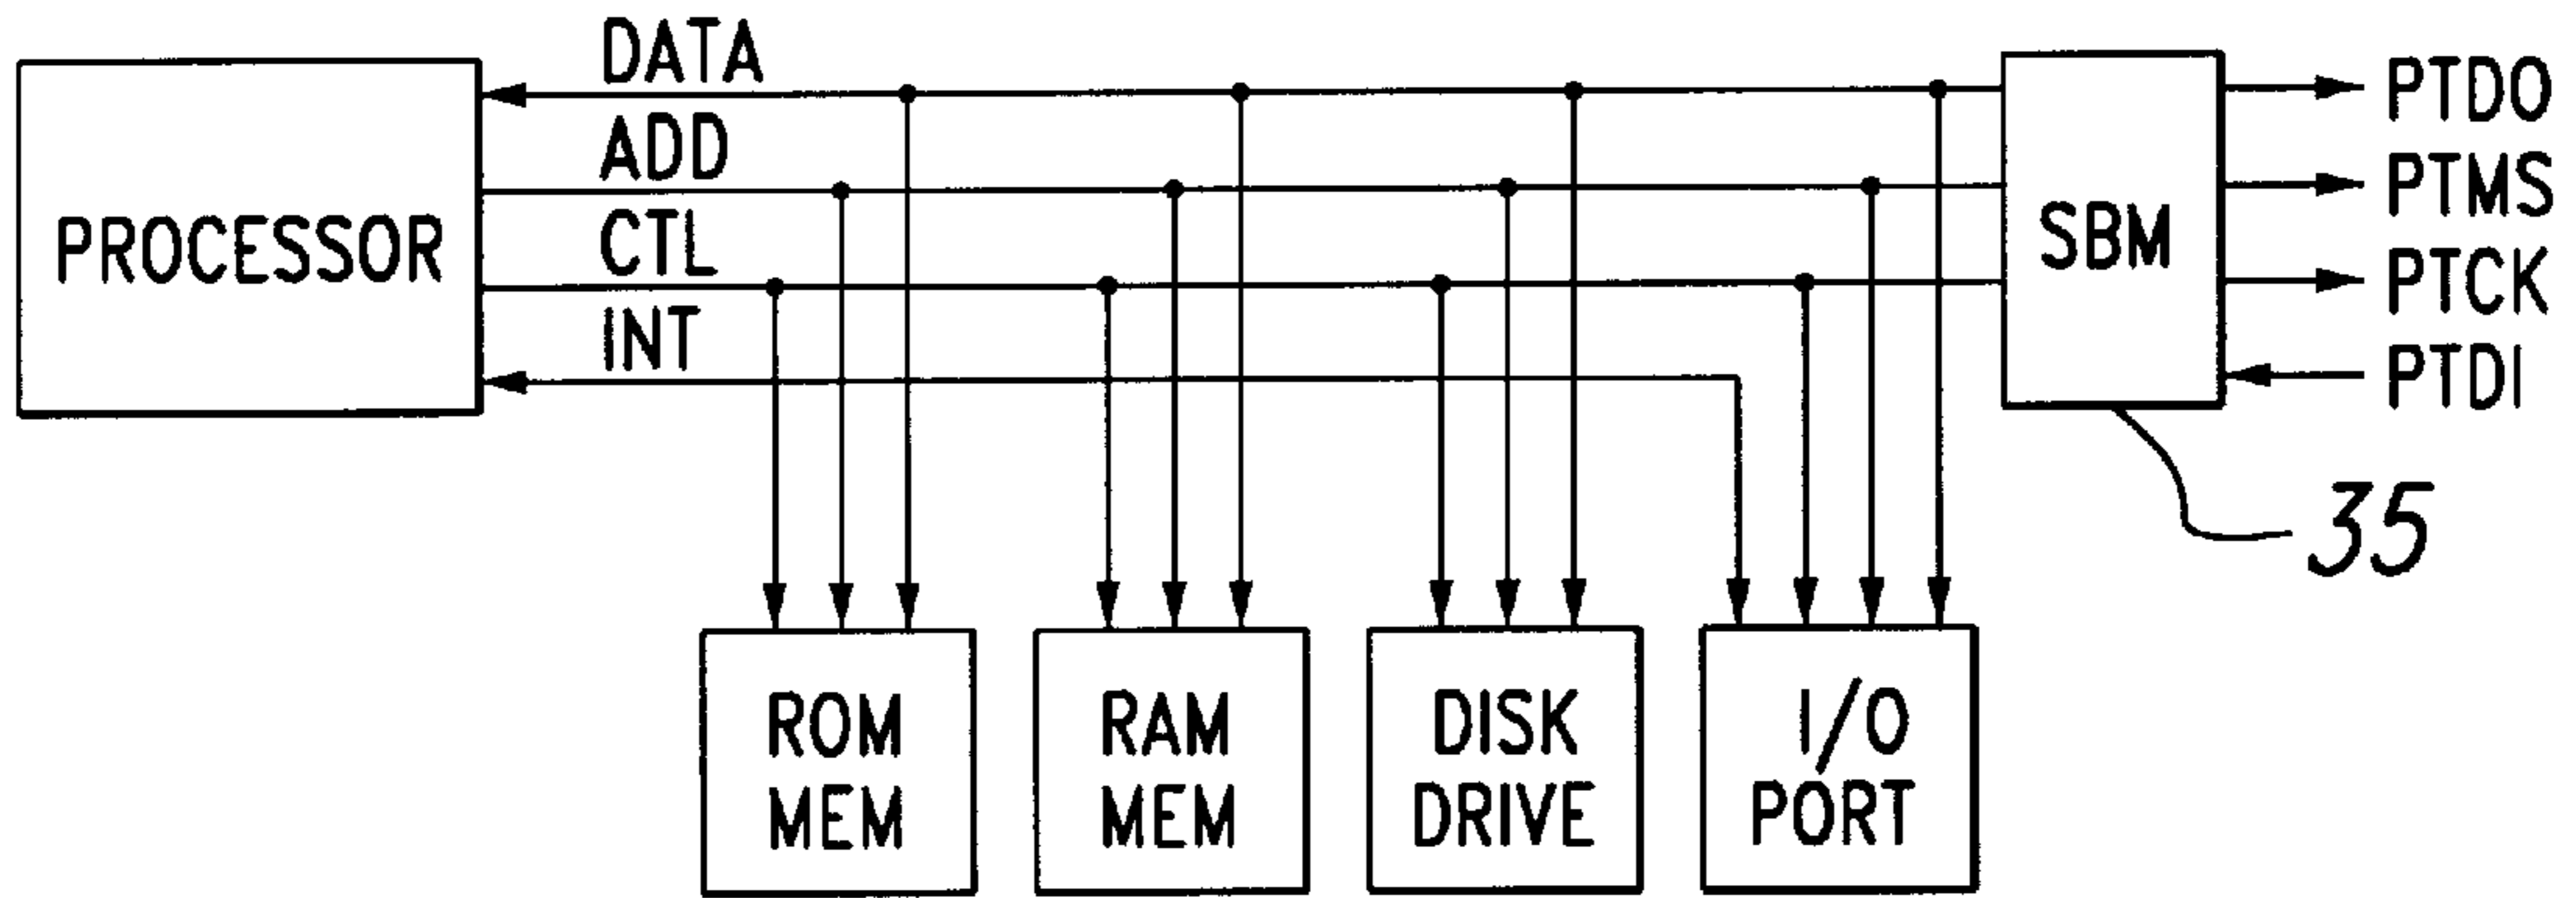 DATA
ADD
CTL
INT
PROCESSOR
SBM
PTDO
PTMS
PTCK
PTDI
35
ROM
MEM
RAM
MEM
DISK
DRIVE
I/O
PORT